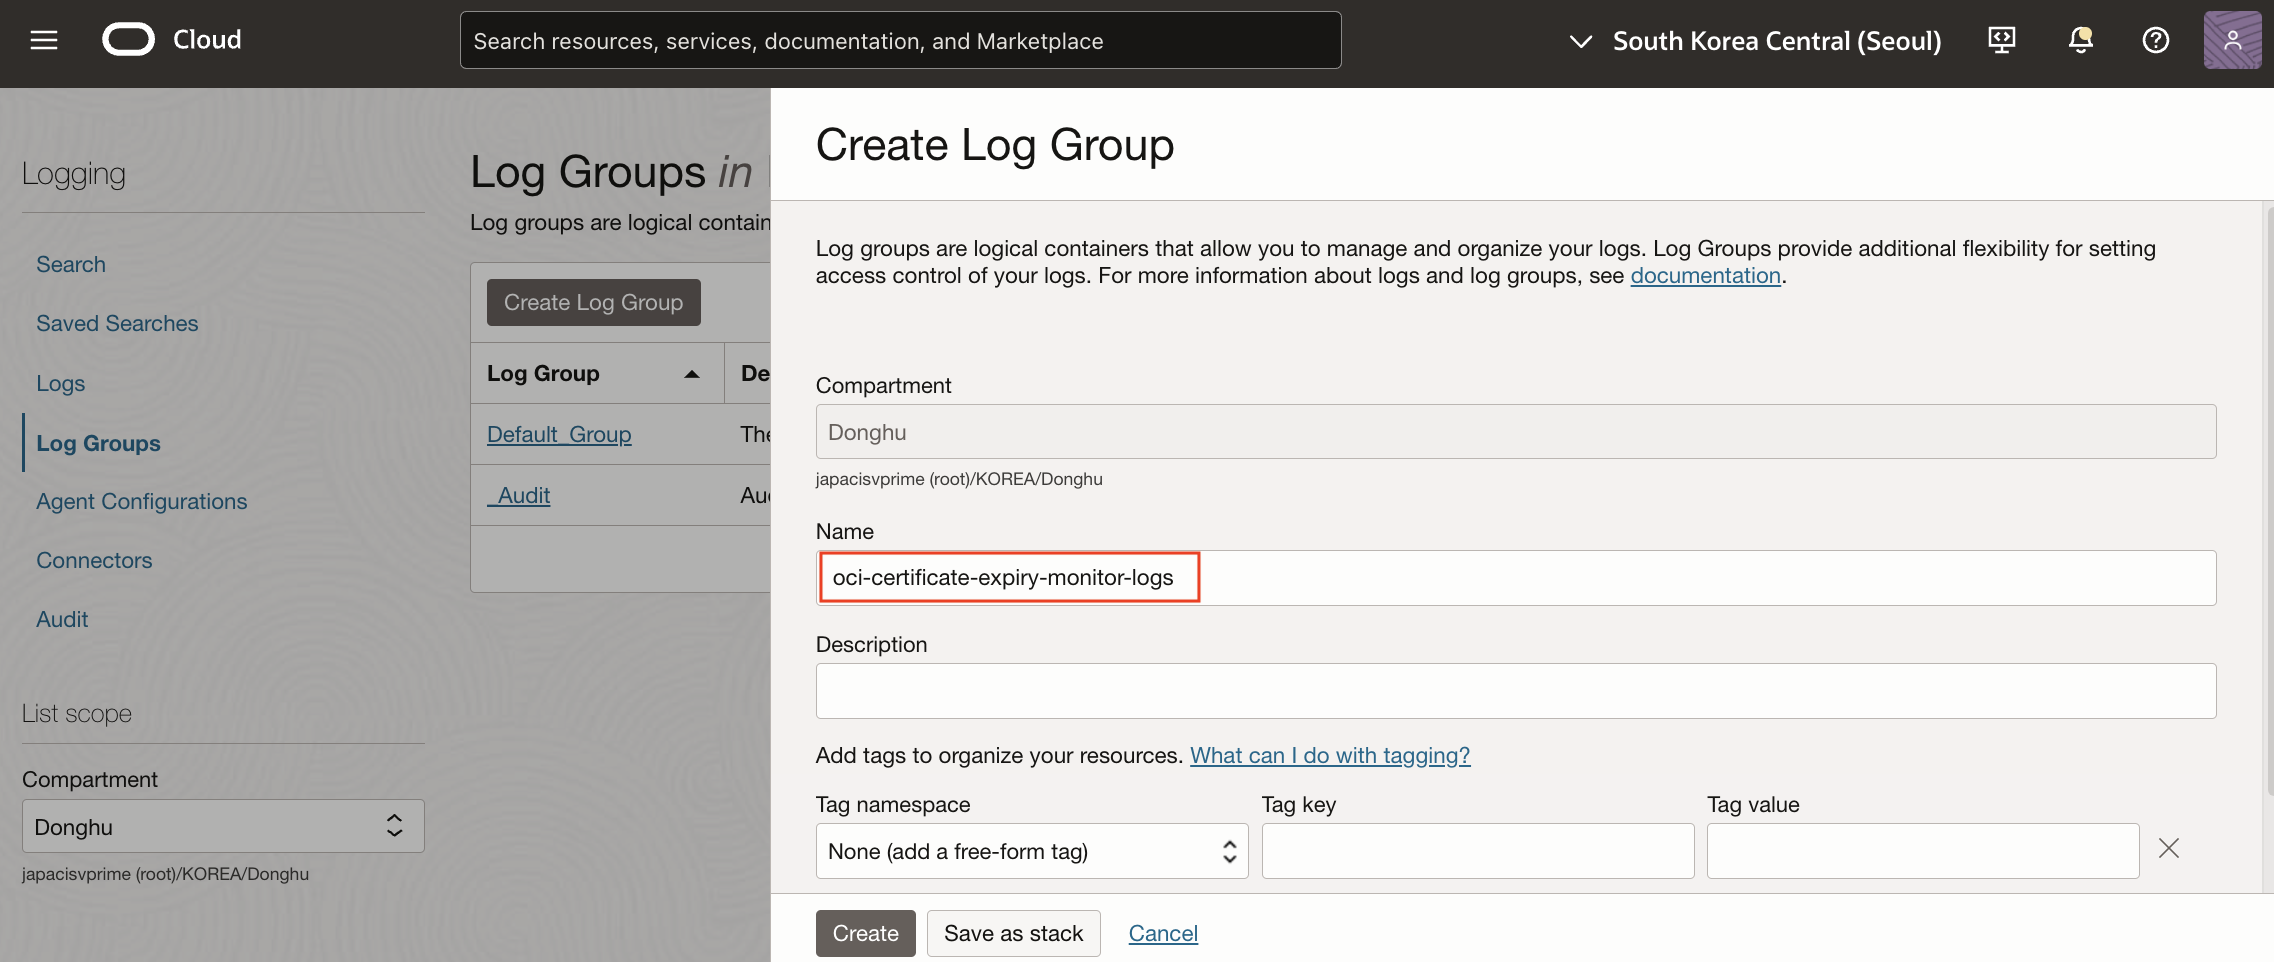 Cloud
Search resources, services, documentation, and Marketplace
South Korea Central (Seoul)
Logging
Search
Saved Searches
Logs
Log Groups
Agent Configurations
Connectors
Audit
List scope
Compartment
Donghu
japacisvprime (root)/KOREA/Donghu
Log Groups in
Log groups are logical contain
Create Log Group
Log Group De
Default_Group The
_Audit Au
Create Log Group
Log groups are logical containers that allow you to manage and organize your logs. Log Groups provide additional flexibility for setting
access control of your logs. For more information about logs and log groups, see documentation.
Compartment
Donghu
japacisvprime (root)/KOREA/Donghu
Name
oci-certificate-expiry-monitor-logs
Description
Add tags to organize your resources. What can I do with tagging?
Tag namespace Tag key Tag value
None (add a free-form tag)
Create Save as stack Cancel